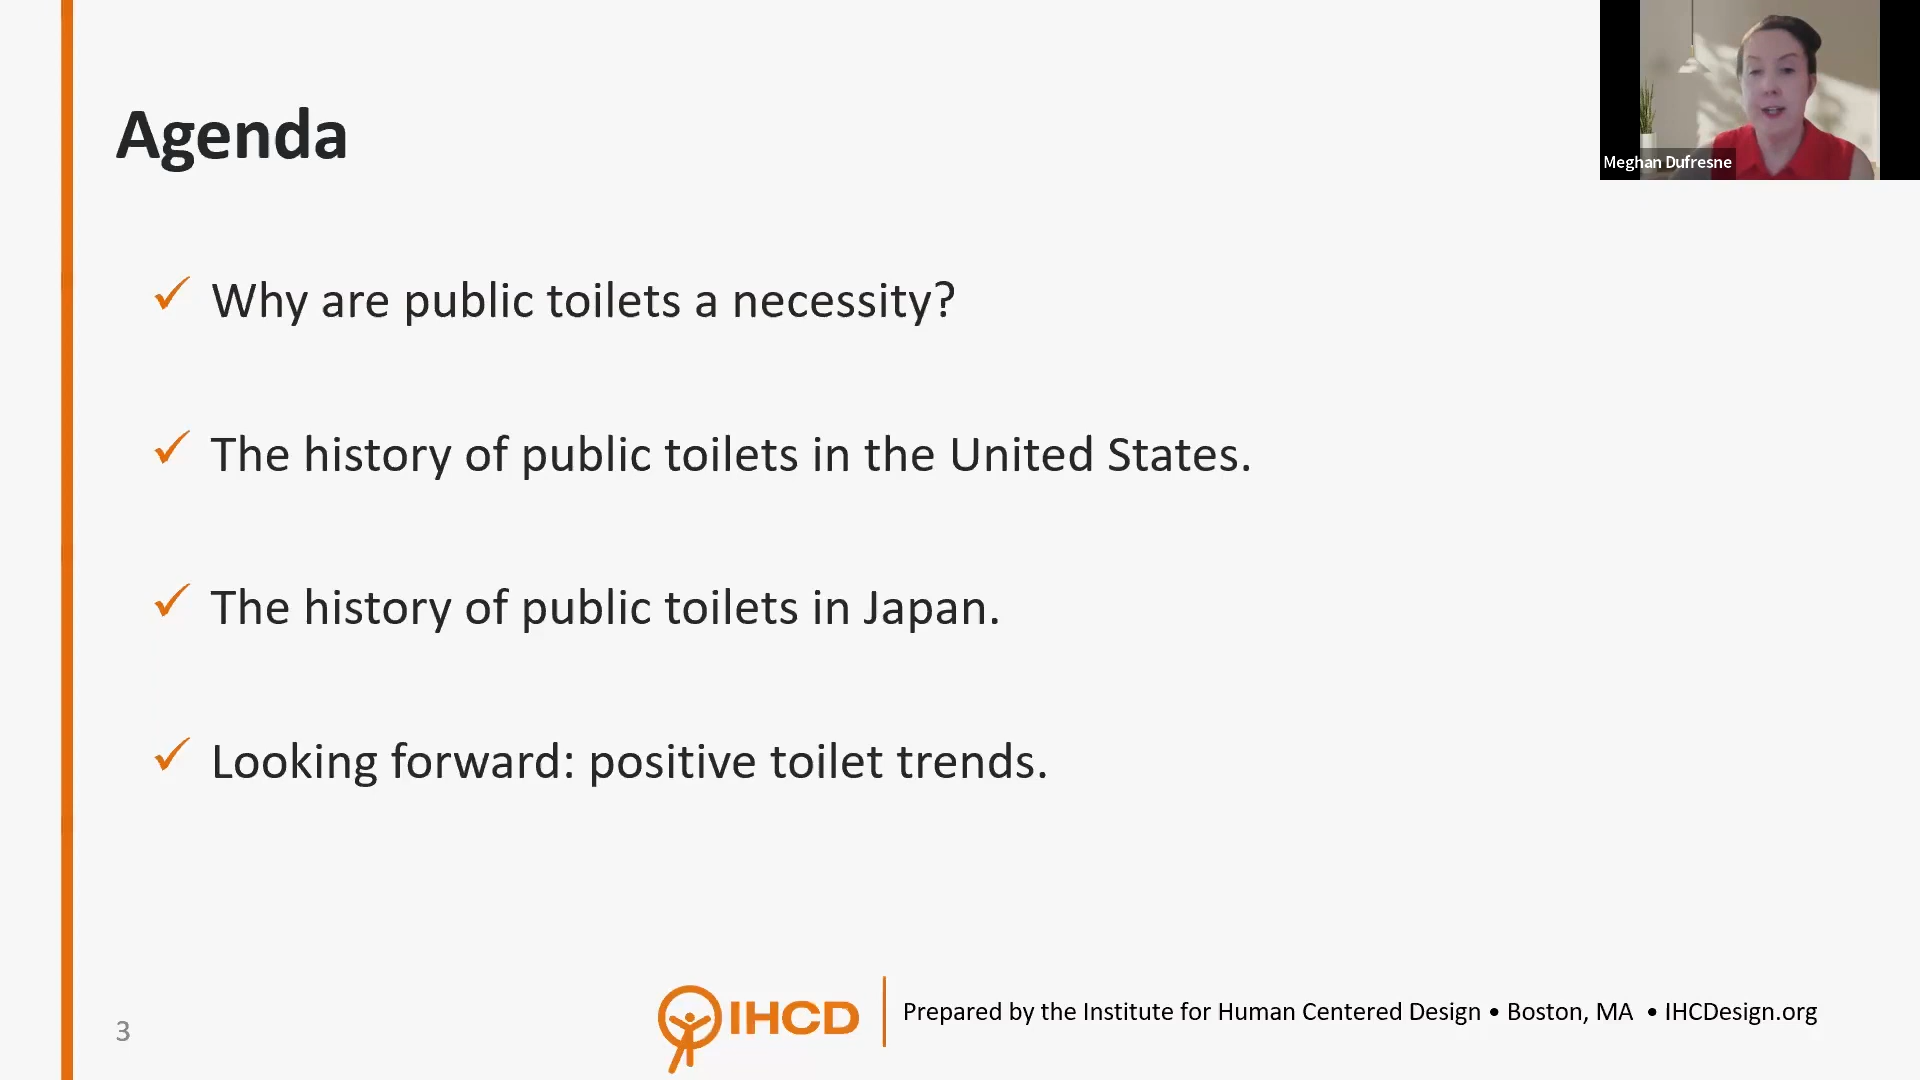 Agenda
Meghan Dufresne
✓ Why are public toilets a necessity?
✓ The history of public toilets in the United States.
✓ The history of public toilets in Japan.
✓ Looking forward: positive toilet trends.
3
IHCD
Prepared by the Institute for Human Centered Design • Boston, MA • IHCDesign.org